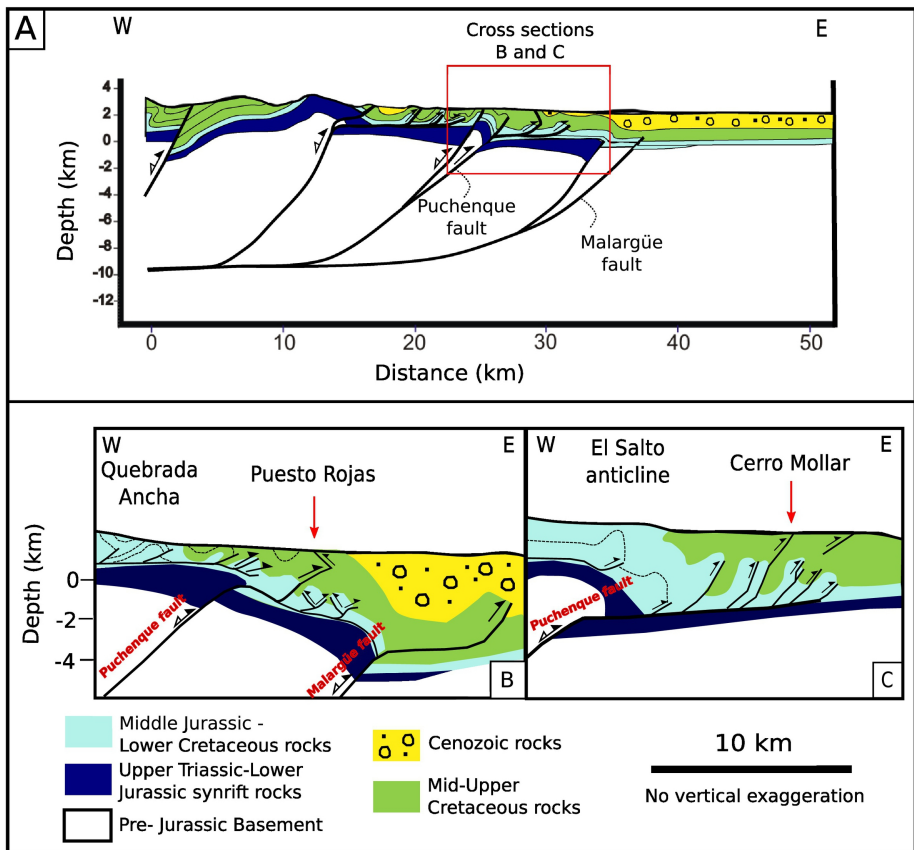 A
W
E
Cross sections
B and C
4
2
0
-2
-4
-6
-8
-10
-12
Depth (km)
Puchenque
fault
Malargüe
fault
0
10
20
30
40
50
Distance (km)
W
E
Quebrada
Ancha
Puesto Rojas
Depth (km)
0
-2
-4
Puchenque fault
Malargüe fault
B
W
E
El Salto
anticline
Cerro Mollar
Puchenque fault
C
Middle Jurassic -
Lower Cretaceous rocks
Upper Triassic-Lower
Jurassic synrift rocks
Pre- Jurassic Basement
Cenozoic rocks
Mid-Upper
Cretaceous rocks
10 km
No vertical exaggeration